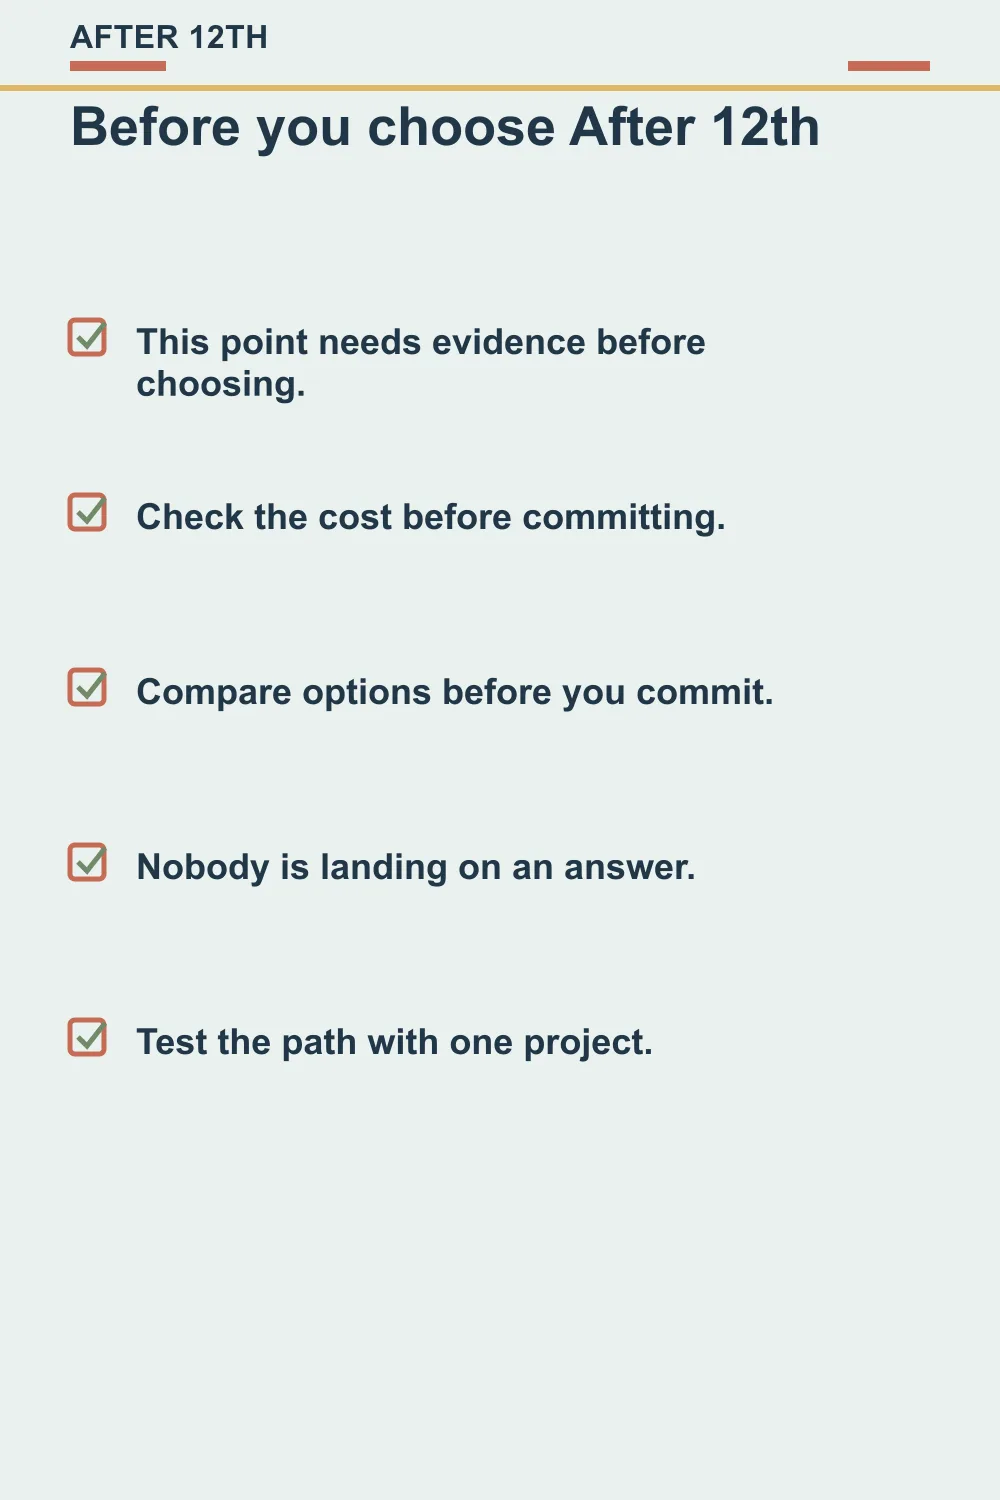 AFTER 12TH
Before you choose After 12th
This point needs evidence before
choosing.
Check the cost before committing.
Compare options before you commit.
Nobody is landing on an answer.
Test the path with one project.